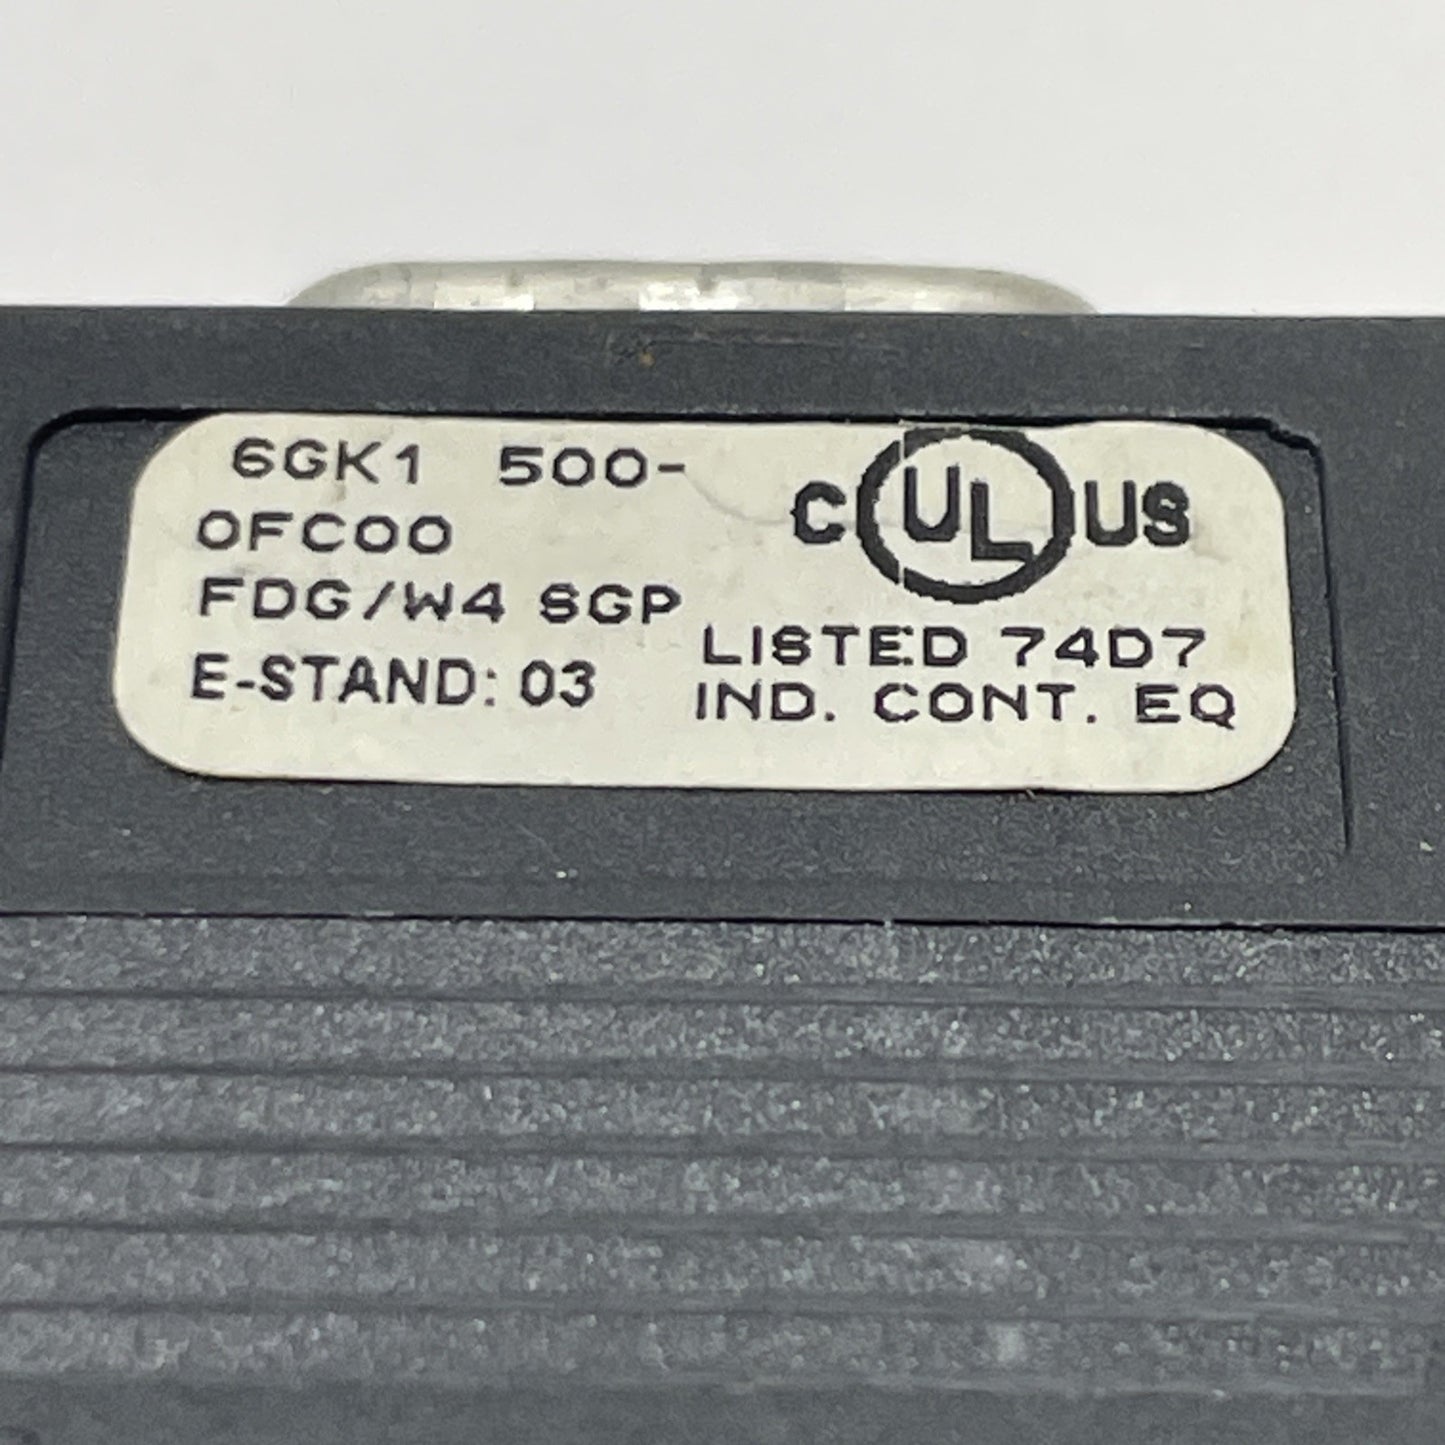 6GK1 500-
0FC00
FDG/W4 SGP
E-STAND: 03
C UL US
LISTED 74D7
IND. CONT. EQ